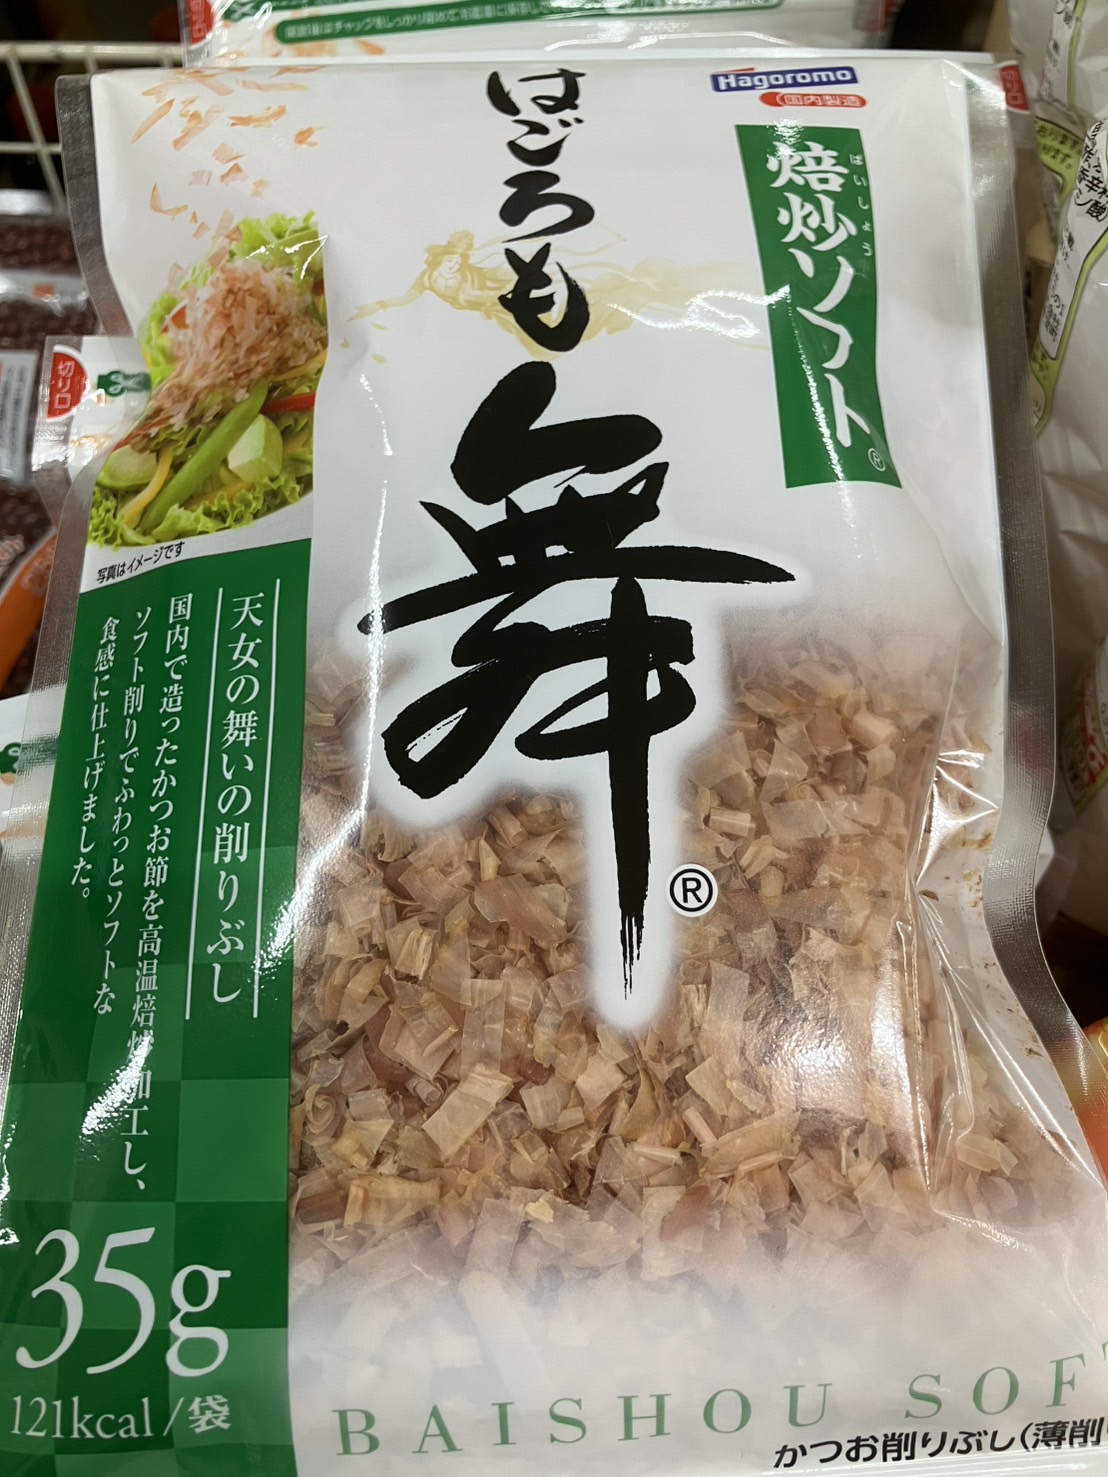 はごろも
舞
®
Hagoromo
国内製造
焙炒ソフト®
ばいしょう
切り口
写真はイメージです
天女の舞いの削りぶし
国内で造ったかつお節を高温焙炒加工し、
ソフト削りでふわっとソフトな
食感に仕上げました。
35g
121kcal/袋
BAISHOU SOF
かつお削りぶし(薄削